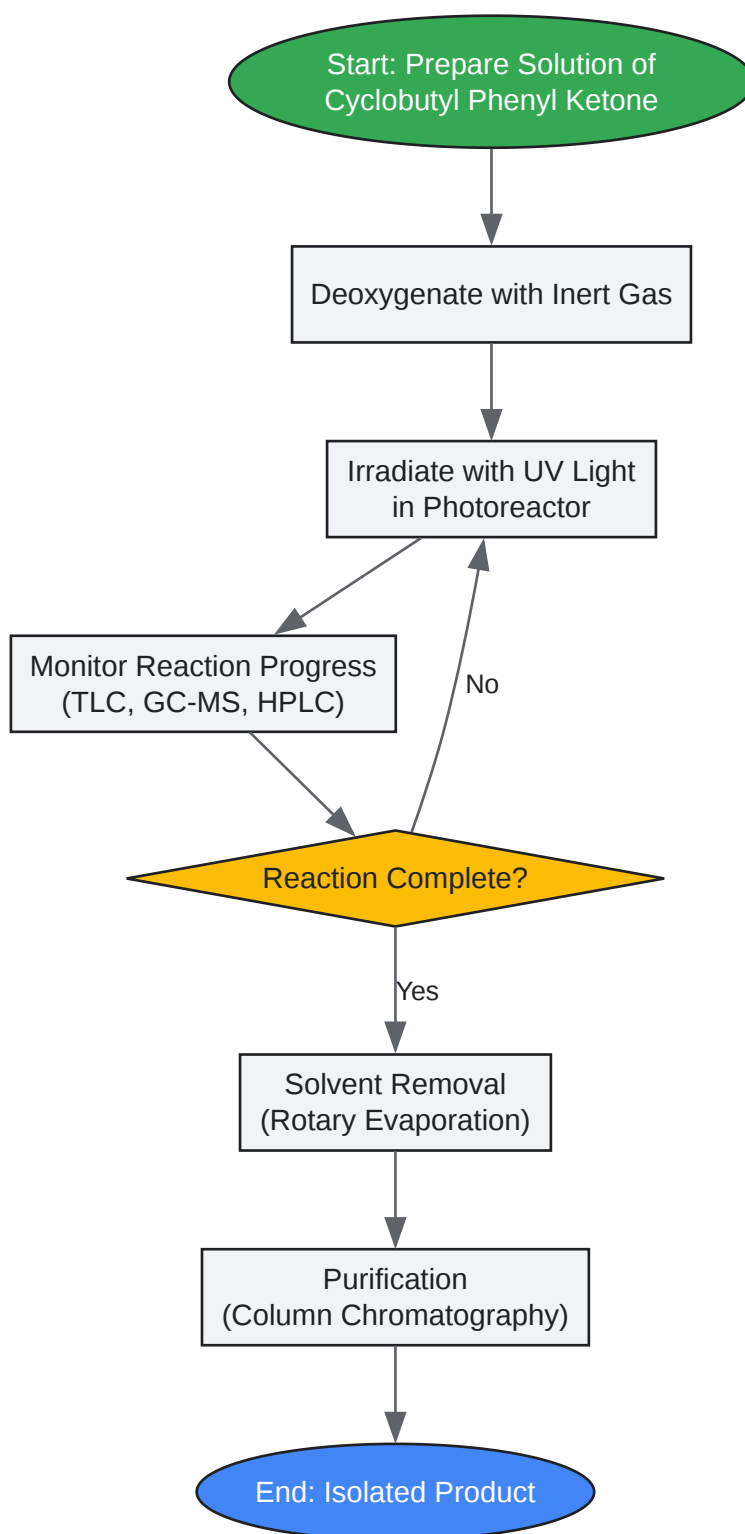 Start: Prepare Solution of
Cyclobutyl Phenyl Ketone
Deoxygenate with Inert Gas
Irradiate with UV Light
in Photoreactor
Monitor Reaction Progress
(TLC, GC-MS, HPLC)
No
Reaction Complete?
Yes
Solvent Removal
(Rotary Evaporation)
Purification
(Column Chromatography)
End: Isolated Product